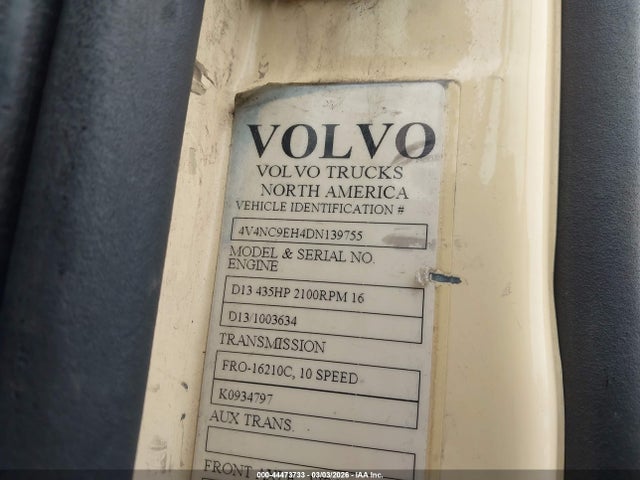 VOLVO
VOLVO TRUCKS
NORTH AMERICA
VEHICLE IDENTIFICATION #
4V4NC9EH4DN139755
MODEL & SERIAL NO.
ENGINE
D13 435HP 2100RPM 16
D13/1003634
TRANSMISSION
FRO-16210C, 10 SPEED
K0934797
AUX TRANS.
FRONT
000-44473733 - 03/03/2026 - IAA Inc.